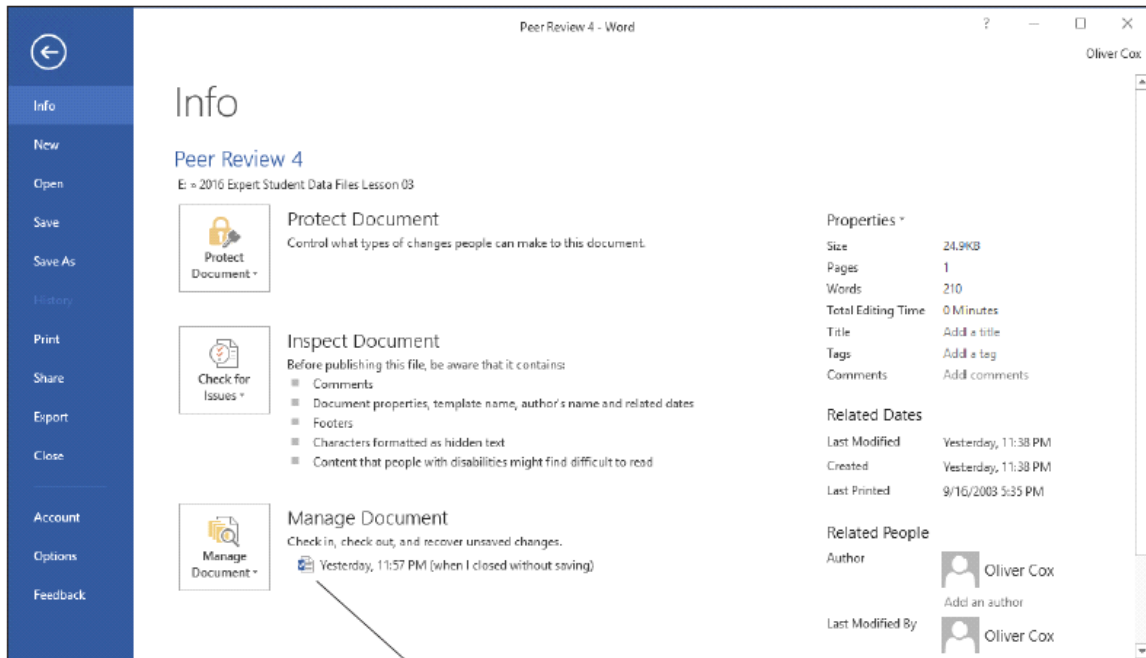 Peer Review 4 - Word
?
Oliver Cox
Info
New
Open
Save
Save As
History
Print
Share
Export
Close
Account
Options
Feedback
Info
Peer Review 4
E: » 2016 Expert Student Data Files Lesson 03
Protect Document
Protect Document
Control what types of changes people can make to this document.
Check for Issues
Inspect Document
Before publishing this file, be aware that it contains:
Comments
Document properties, template name, author's name and related dates
Footers
Characters formatted as hidden text
Content that people with disabilities might find difficult to read
Manage Document
Manage Document
Check in, check out, and recover unsaved changes.
Yesterday, 11:57 PM (when I closed without saving)
Properties
Size 24.9KB
Pages 1
Words 210
Total Editing Time 0 Minutes
Title Add a title
Tags Add a tag
Comments Add comments
Related Dates
Last Modified Yesterday, 11:38 PM
Created Yesterday, 11:38 PM
Last Printed 9/16/2003 5:35 PM
Related People
Author Oliver Cox
Add an author
Last Modified By Oliver Cox